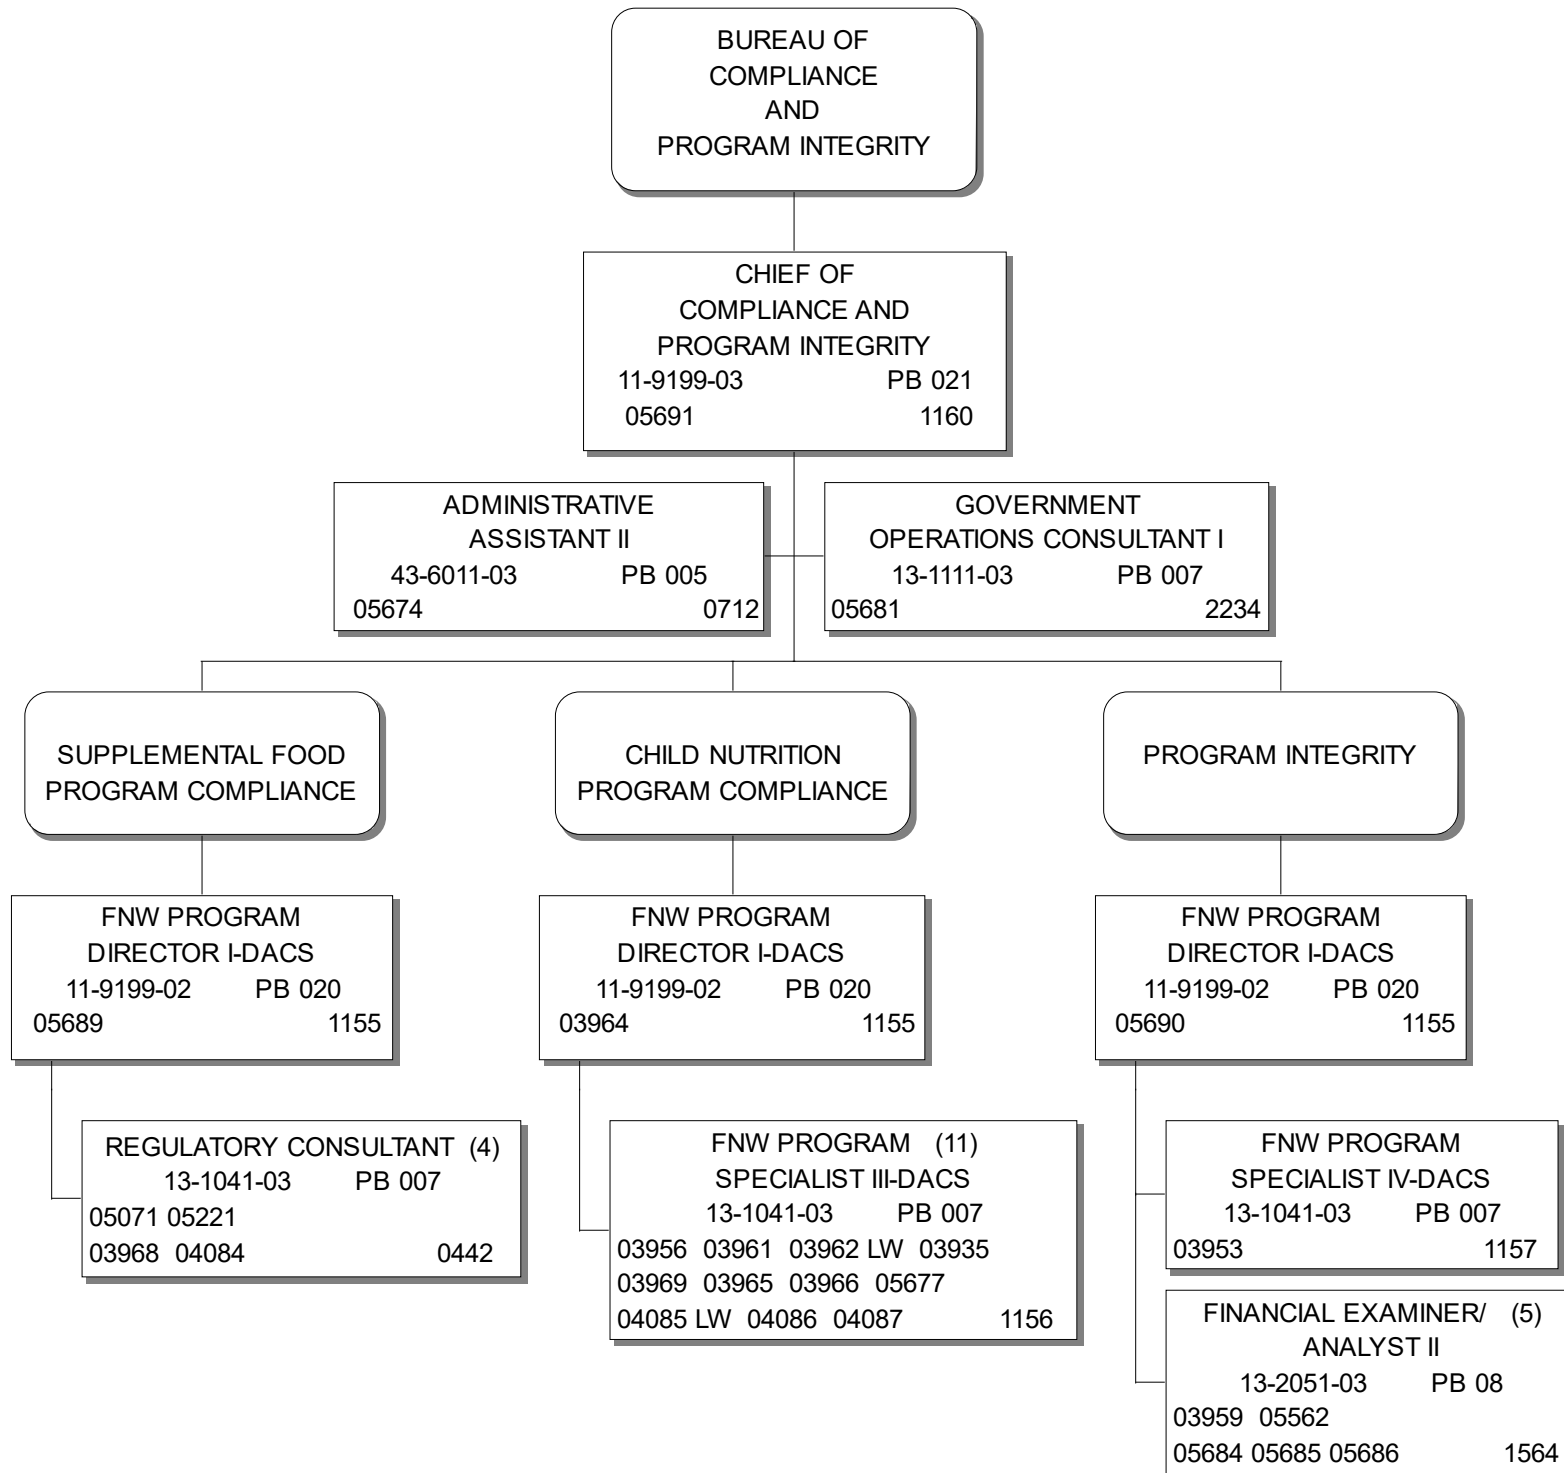 BUREAU OF
COMPLIANCE
AND
PROGRAM INTEGRITY
CHIEF OF
COMPLIANCE AND
PROGRAM INTEGRITY
11-9199-03 PB 021
05691 1160
ADMINISTRATIVE
ASSISTANT II
43-6011-03 PB 005
05674 0712
GOVERNMENT
OPERATIONS CONSULTANT I
13-1111-03 PB 007
05681 2234
SUPPLEMENTAL FOOD
PROGRAM COMPLIANCE
CHILD NUTRITION
PROGRAM COMPLIANCE
PROGRAM INTEGRITY
FNW PROGRAM
DIRECTOR I-DACS
11-9199-02 PB 020
05689 1155
FNW PROGRAM
DIRECTOR I-DACS
11-9199-02 PB 020
03964 1155
FNW PROGRAM
DIRECTOR I-DACS
11-9199-02 PB 020
05690 1155
REGULATORY CONSULTANT (4)
13-1041-03 PB 007
05071 05221
03968 04084 0442
FNW PROGRAM (11)
SPECIALIST III-DACS
13-1041-03 PB 007
03956 03961 03962 LW 03935
03969 03965 03966 05677
04085 LW 04086 04087 1156
FNW PROGRAM
SPECIALIST IV-DACS
13-1041-03 PB 007
03953 1157
FINANCIAL EXAMINER/ (5)
ANALYST II
13-2051-03 PB 08
03959 05562
05684 05685 05686 1564